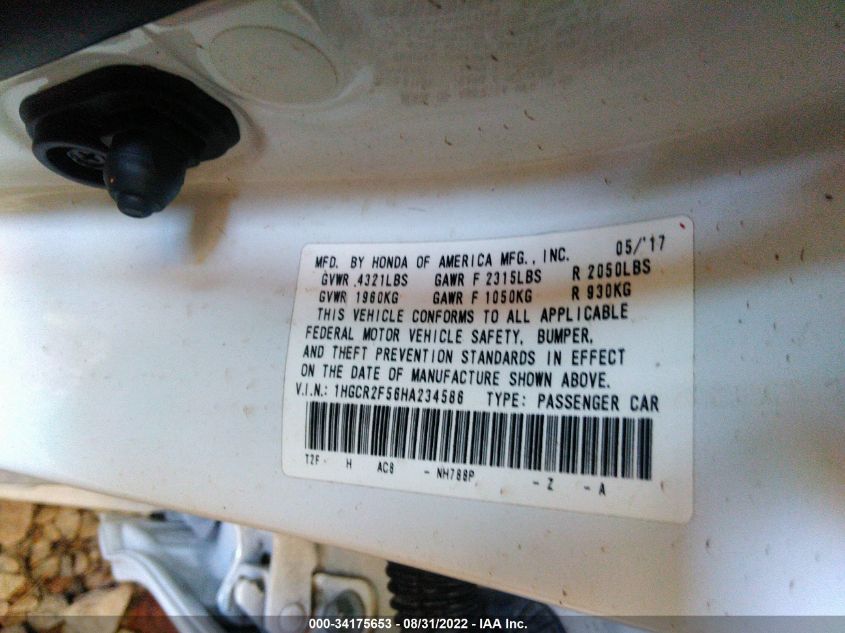 MFD. BY HONDA OF AMERICA MFG., INC. 05/'17
GVWR 4321LBS GAWR F 2315LBS R 2050LBS
GVWR 1960KG GAWR F 1050KG R 930KG
THIS VEHICLE CONFORMS TO ALL APPLICABLE
FEDERAL MOTOR VEHICLE SAFETY, BUMPER,
AND THEFT PREVENTION STANDARDS IN EFFECT
ON THE DATE OF MANUFACTURE SHOWN ABOVE.
V.I.N.: 1HGCR2F56HA234586 TYPE: PASSENGER CAR
T2F H AC8 - NH788P - Z - A
000-34175653 - 08/31/2022 - IAA Inc.